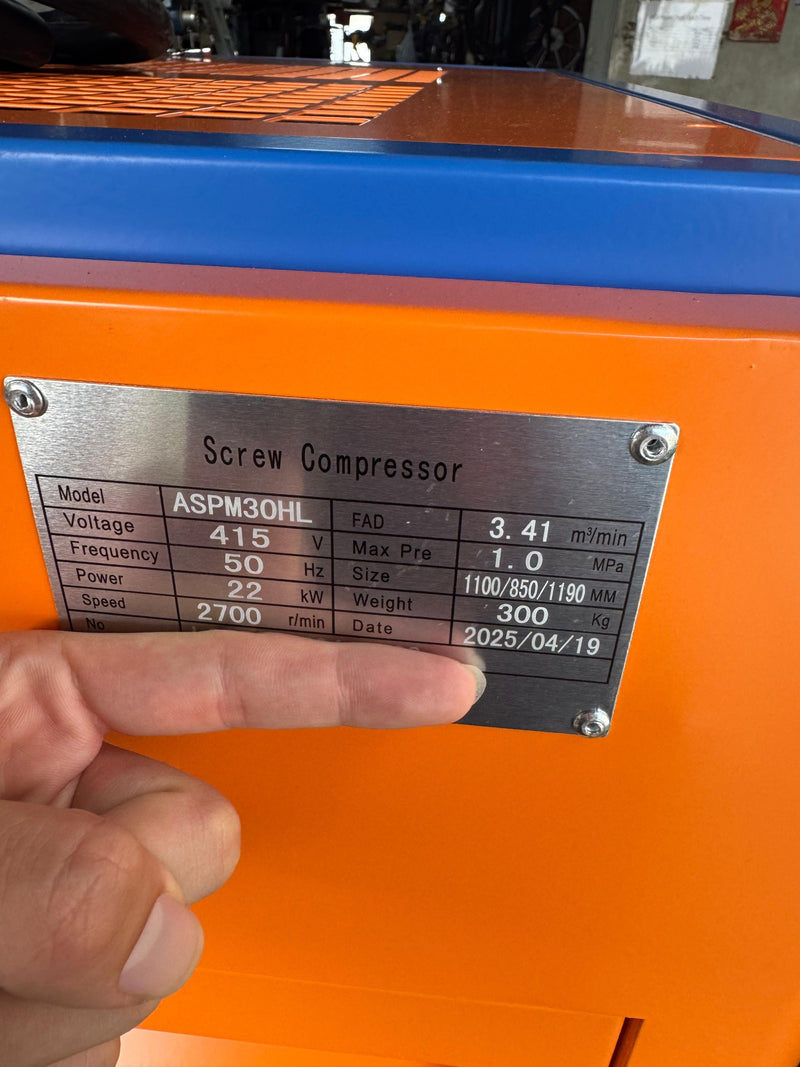 Screw Compressor
Model ASPM30HL FAD 3.41 m³/min
Voltage 415 V Max Pre 1.0 MPa
Frequency 50 Hz Size 1100/850/1190 MM
Power 22 kW Weight 300 Kg
Speed 2700 r/min Date 2025/04/19
No